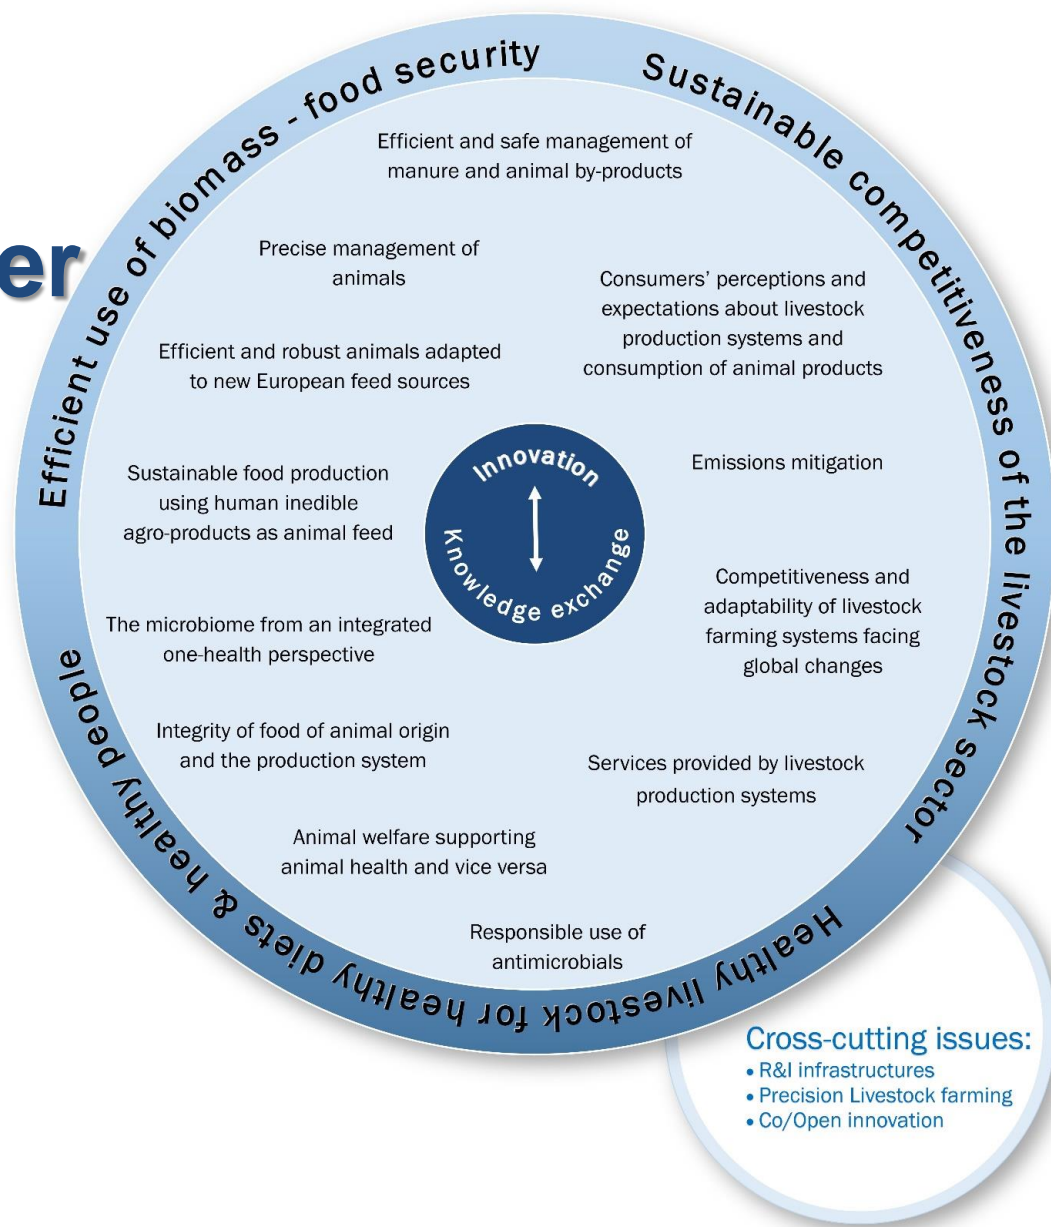 er
Efficient use of biomass - food security
Sustainable competitiveness of the livestock sector
Healthy livestock for healthy diets & healthy people
Efficient and safe management of
manure and animal by-products
Precise management of
animals
Consumers’ perceptions and
expectations about livestock
production systems and
consumption of animal products
Efficient and robust animals adapted
to new European feed sources
Innovation
Knowledge exchange
Emissions mitigation
Sustainable food production
using human inedible
agro-products as animal feed
Competitiveness and
adaptability of livestock
farming systems facing
global changes
The microbiome from an integrated
one-health perspective
Integrity of food of animal origin
and the production system
Services provided by livestock
production systems
Animal welfare supporting
animal health and vice versa
Responsible use of
antimicrobials
Cross-cutting issues:
• R&I infrastructures
• Precision Livestock farming
• Co/Open innovation